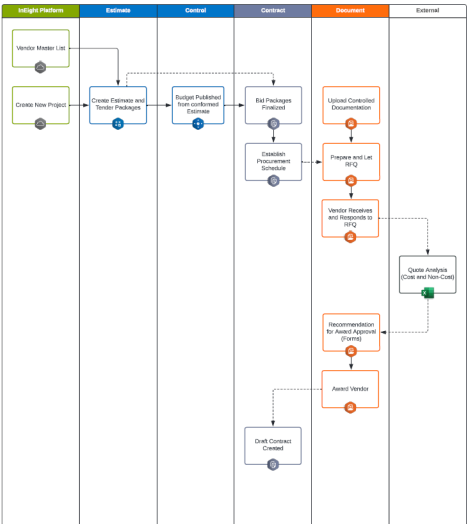 InEight Platform
Estimate
Control
Contract
Document
External
Vendor Master List
Create New Project
Create Estimate and
Tender Packages
Budget Published
from conformed
Estimate
Bid Packages
Finalized
Upload Controlled
Documentation
Establish
Procurement
Schedule
Prepare and Let
RFQ
Vendor Receives
and Responds to
RFQ
Quote Analysis
(Cost and Non-Cost)
Recommendation
for Award Approval
(Forms)
Award Vendor
Draft Contract
Created